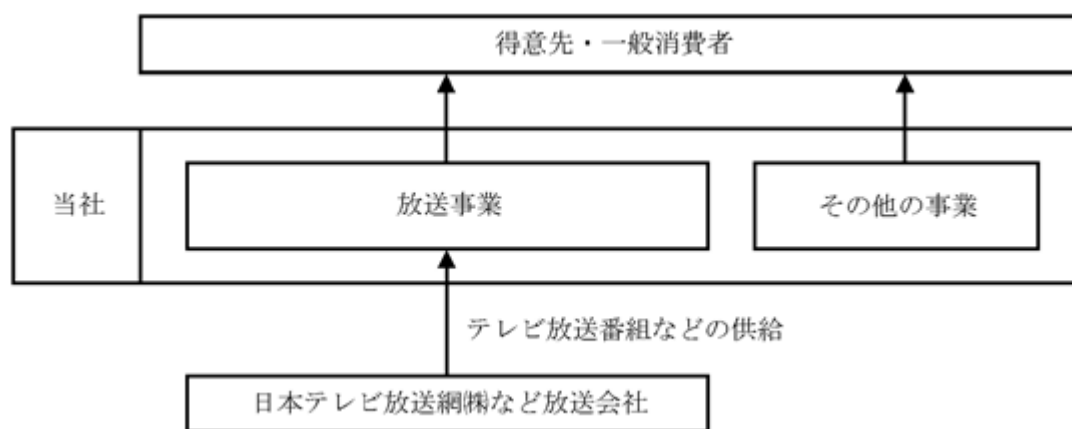 得意先・一般消費者
当社
放送事業
その他の事業
テレビ放送番組などの供給
日本テレビ放送網㈱など放送会社